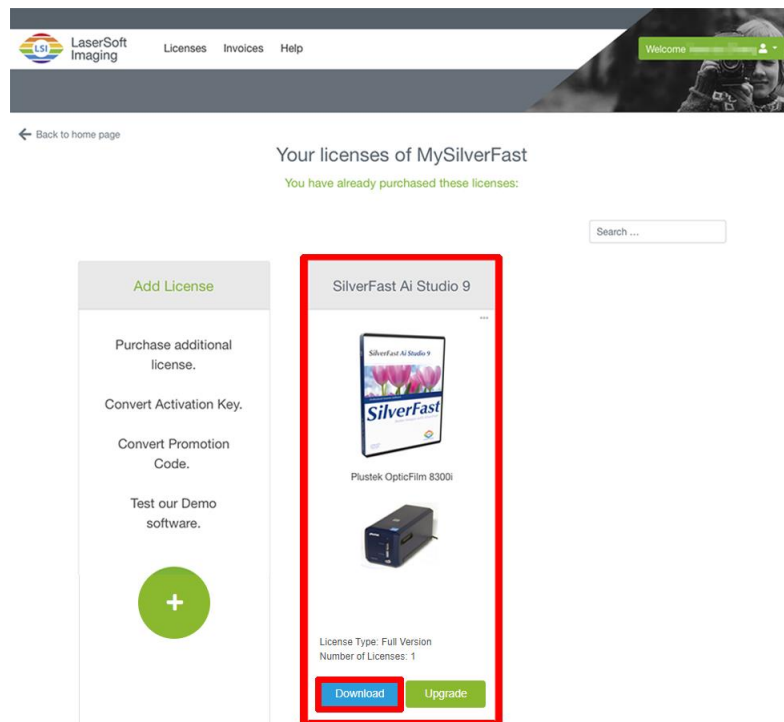 LSI
LaserSoft
Imaging
Licenses Invoices Help
Welcome
Back to home page
Your licenses of MySilverFast
You have already purchased these licenses:
Search ...
Add License
Purchase additional
license.
Convert Activation Key.
Convert Promotion
Code.
Test our Demo
software.
+
SilverFast Ai Studio 9
...
SilverFast Ai Studio 9
SilverFast
Plustek OpticFilm 8300i
License Type: Full Version
Number of Licenses: 1
Download Upgrade